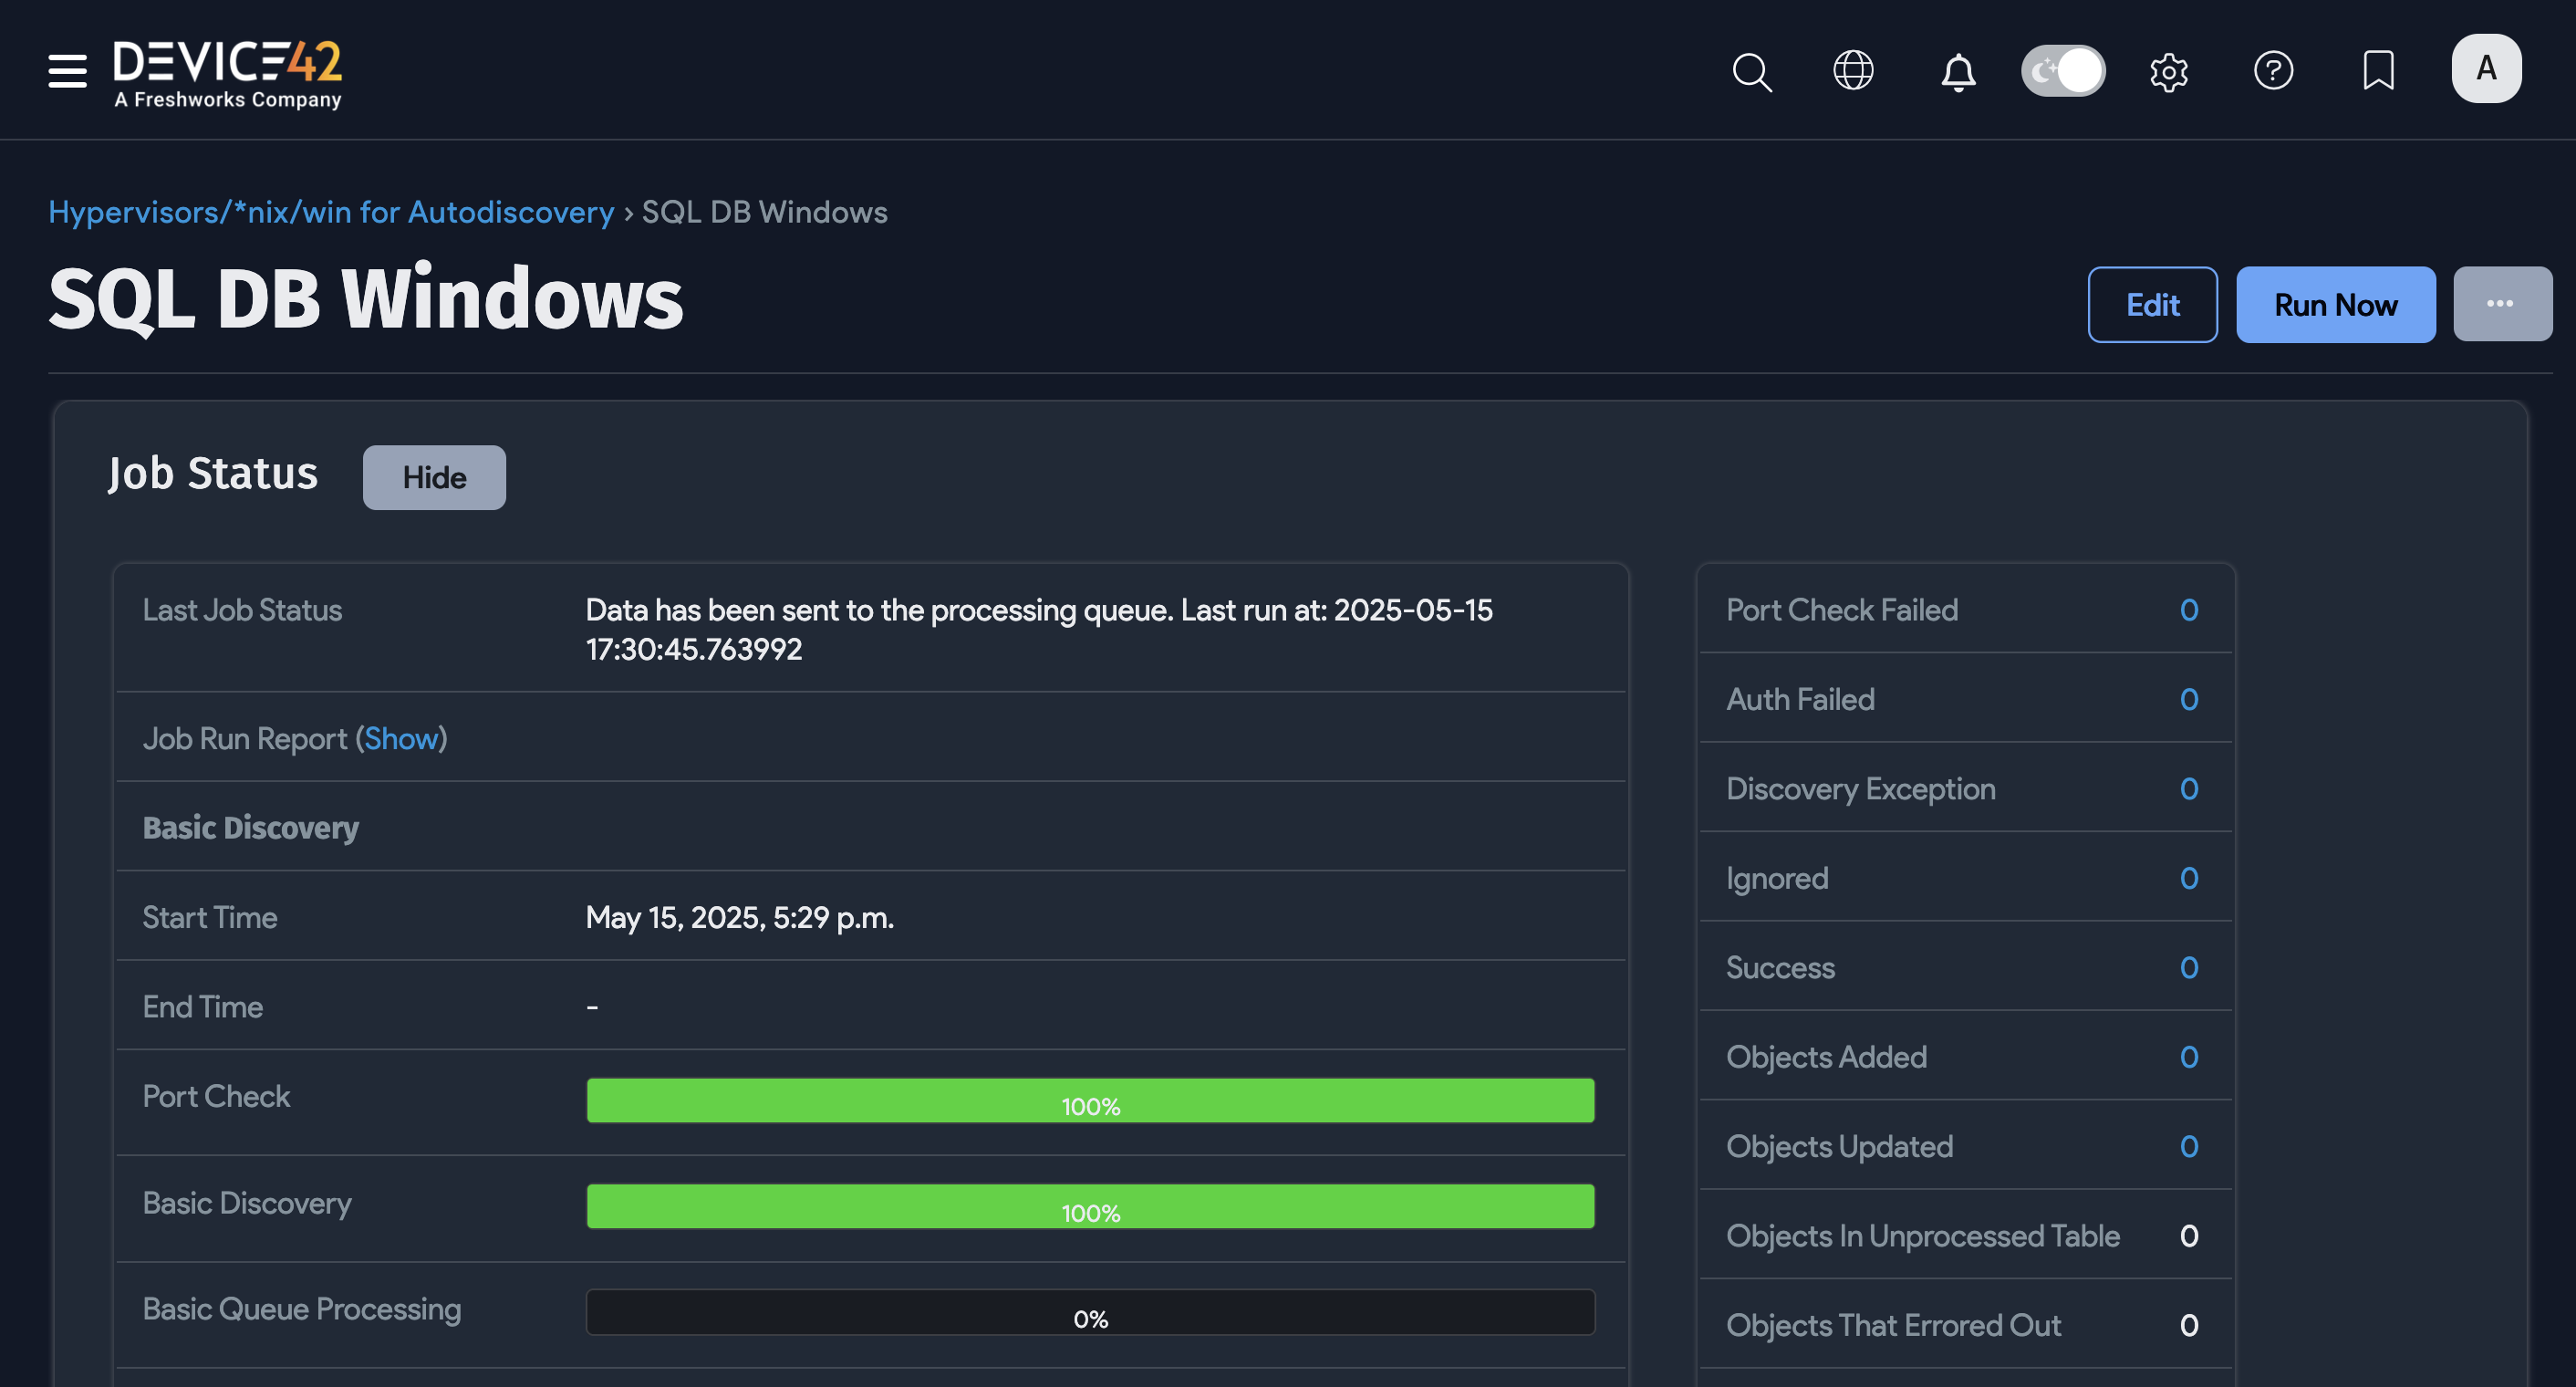 DEVICE42
A Freshworks Company
A
Hypervisors/*nix/win for Autodiscovery › SQL DB Windows
SQL DB Windows
Edit
Run Now
Job Status
Hide
Last Job Status
Data has been sent to the processing queue. Last run at: 2025-05-15
17:30:45.763992
Job Run Report (Show)
Basic Discovery
Start Time
May 15, 2025, 5:29 p.m.
End Time
-
Port Check
100%
Basic Discovery
100%
Basic Queue Processing
0%
Port Check Failed 0
Auth Failed 0
Discovery Exception 0
Ignored 0
Success 0
Objects Added 0
Objects Updated 0
Objects In Unprocessed Table 0
Objects That Errored Out 0